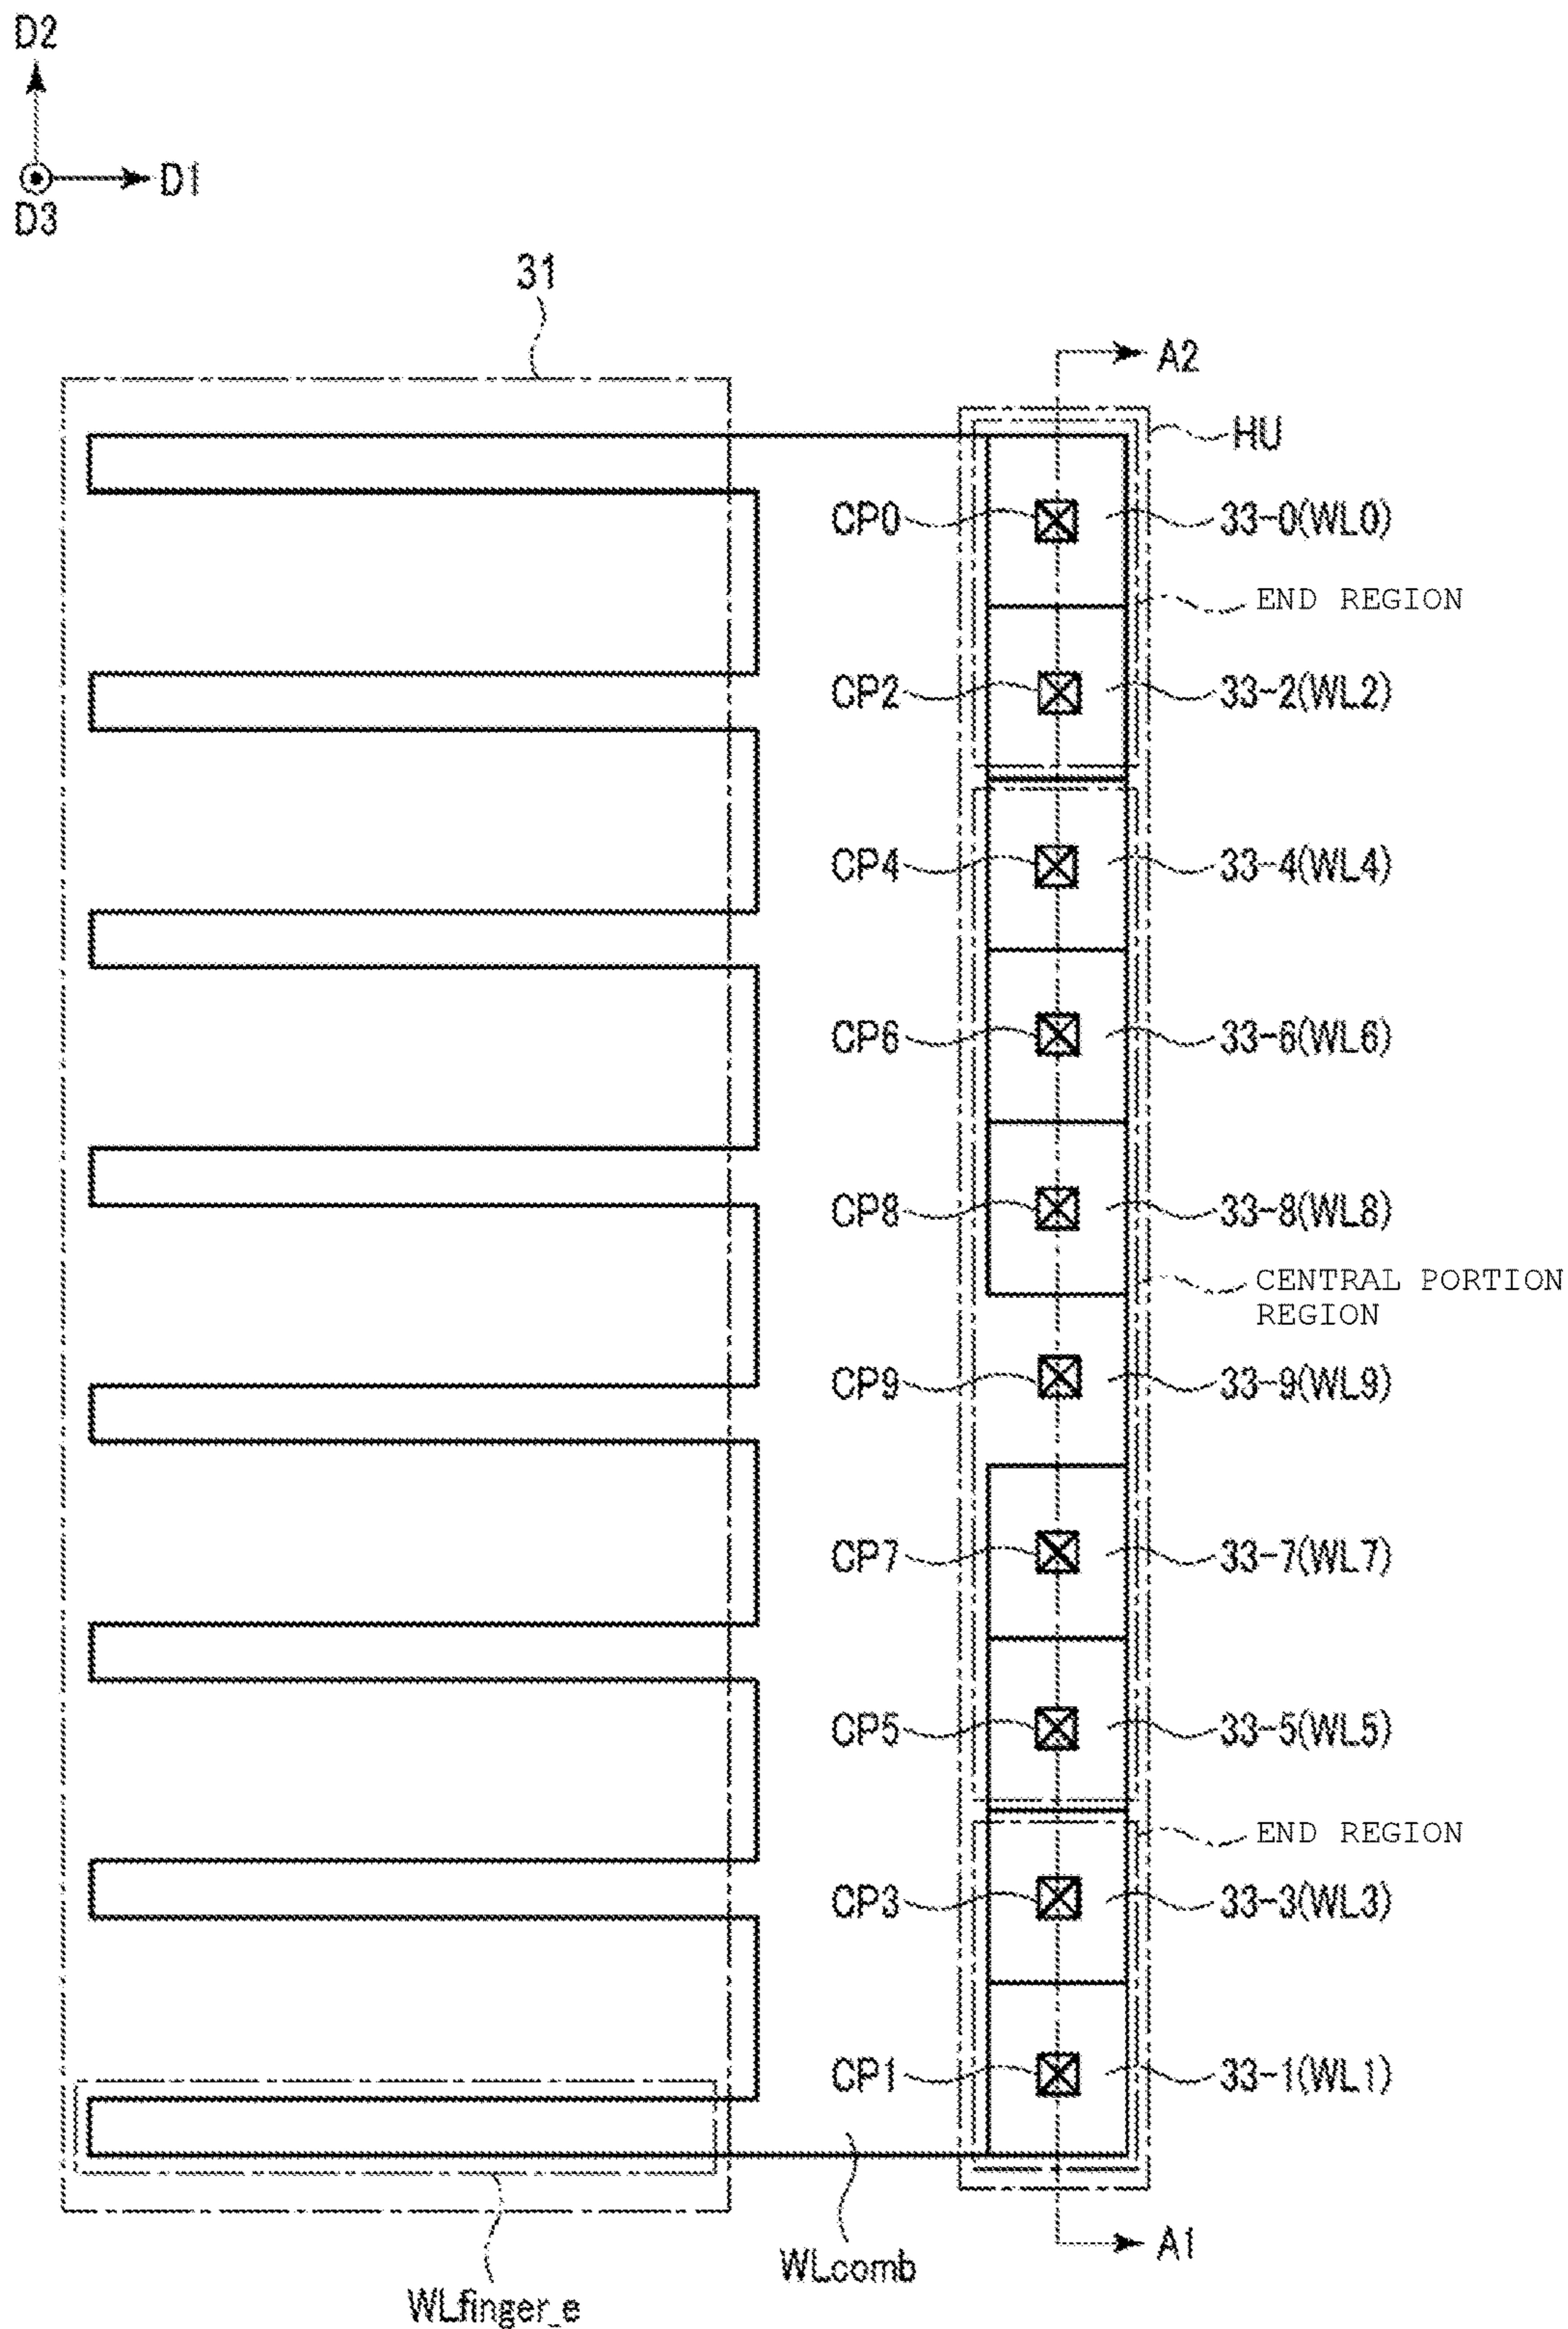 D2
D1
D3
31
A2
HU
CP0
33-0(WL0)
END REGION
CP2
33-2(WL2)
CP4
33-4(WL4)
CP6
33-6(WL6)
CP8
33-8(WL8)
CENTRAL PORTION
REGION
CP9
33-9(WL9)
CP7
33-7(WL7)
CP5
33-5(WL5)
END REGION
CP3
33-3(WL3)
CP1
33-1(WL1)
A1
WLcomb
WLfinger_e